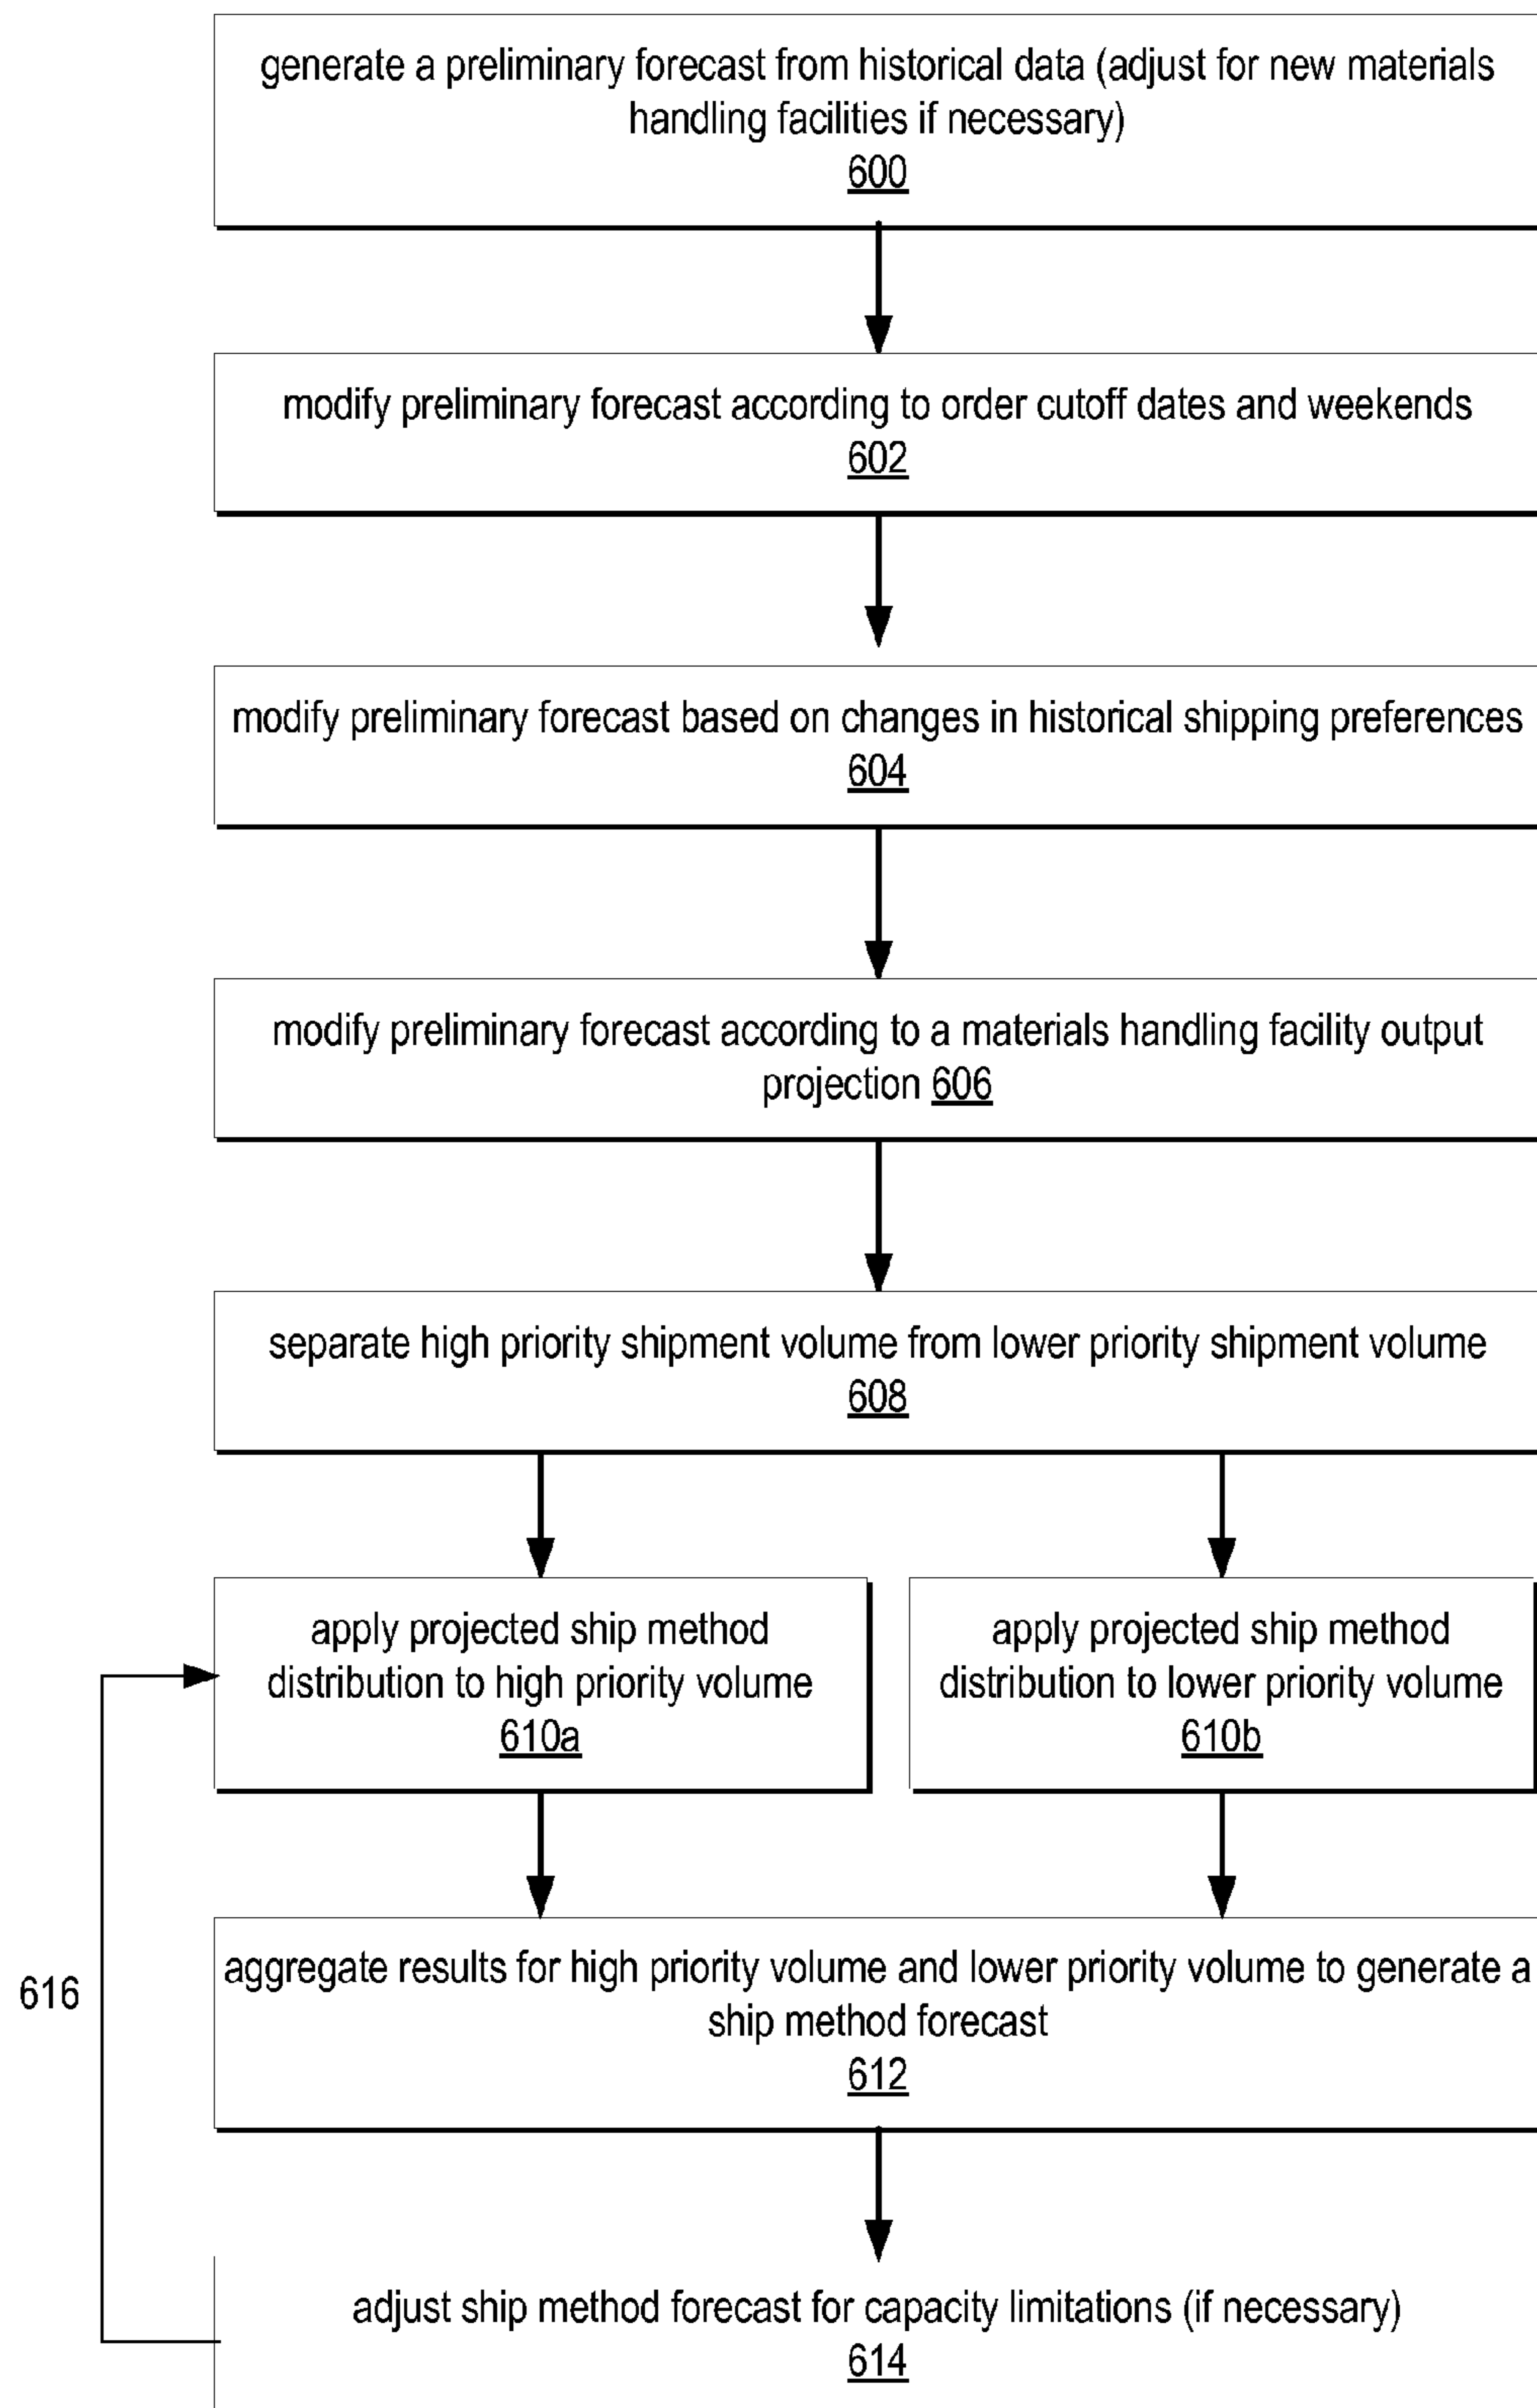 generate a preliminary forecast from historical data (adjust for new materials
handling facilities if necessary)
600
modify preliminary forecast according to order cutoff dates and weekends
602
modify preliminary forecast based on changes in historical shipping preferences
604
modify preliminary forecast according to a materials handling facility output
projection 606
separate high priority shipment volume from lower priority shipment volume
608
apply projected ship method
distribution to high priority volume
610a
apply projected ship method
distribution to lower priority volume
610b
aggregate results for high priority volume and lower priority volume to generate a
ship method forecast
612
616
adjust ship method forecast for capacity limitations (if necessary)
614